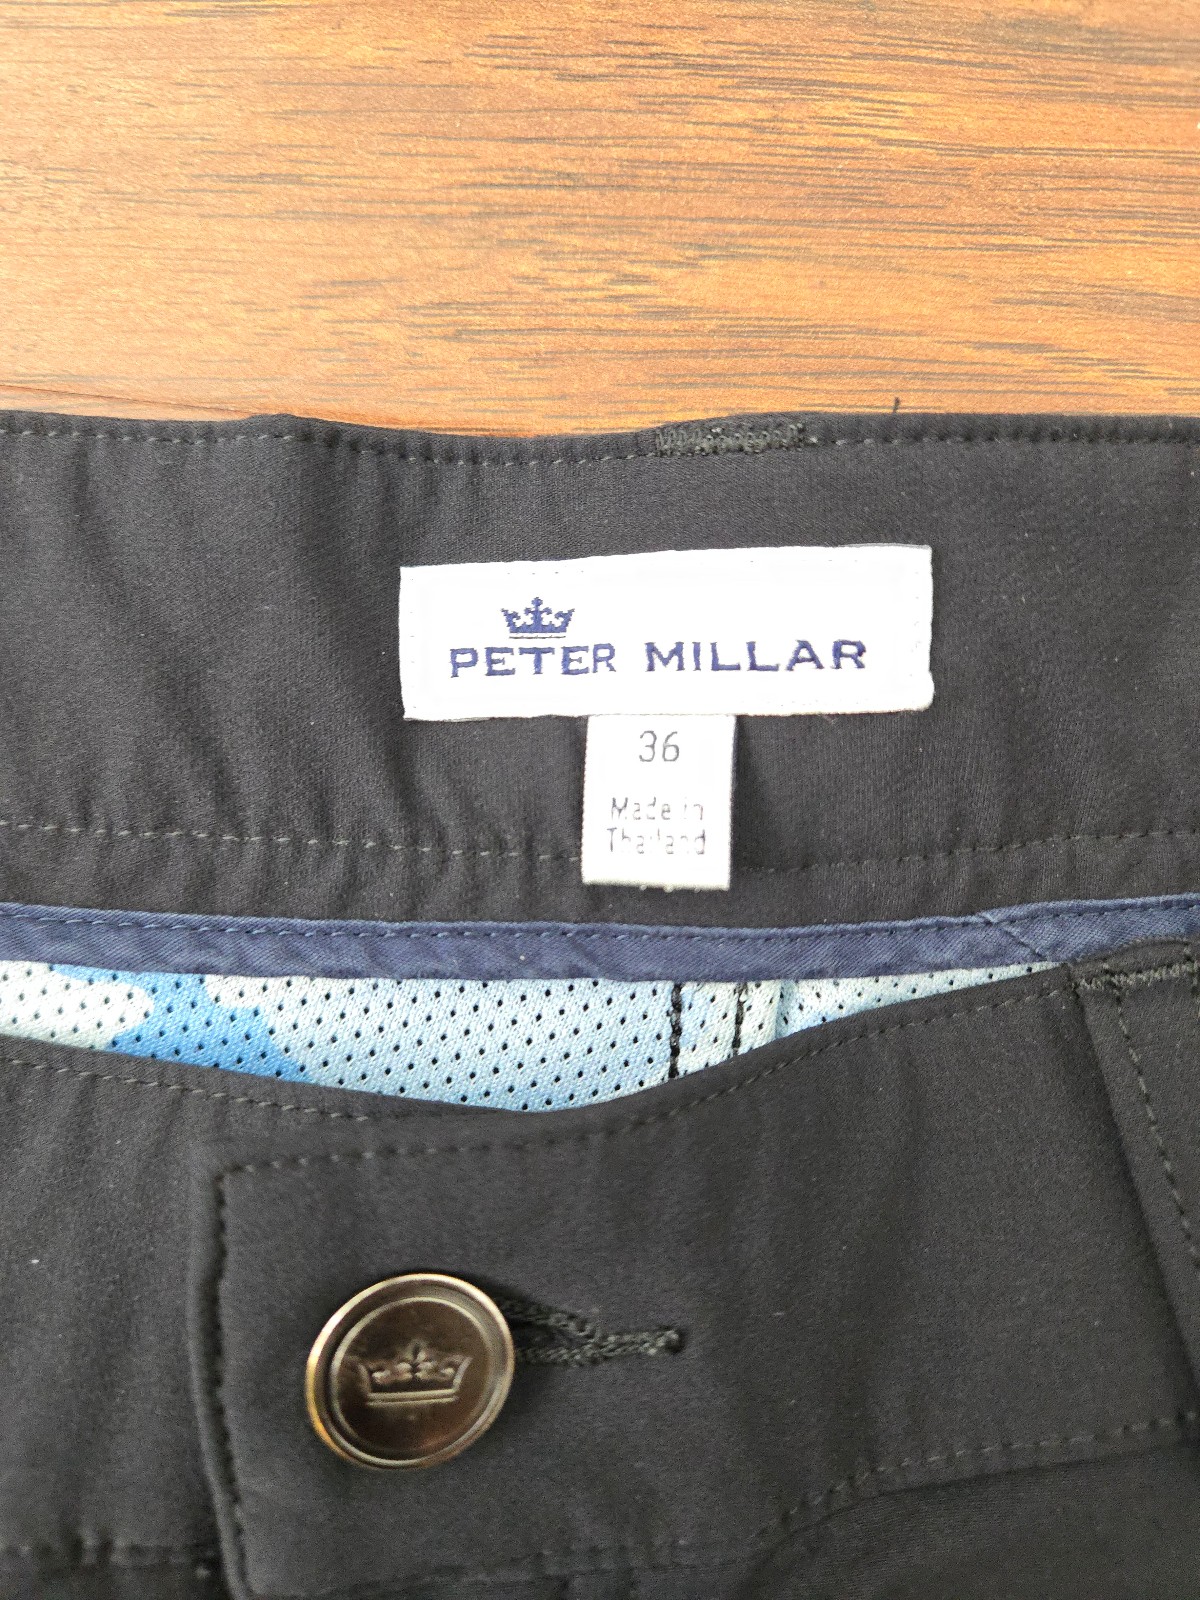 PETER MILLAR
36
Made in
Thailand